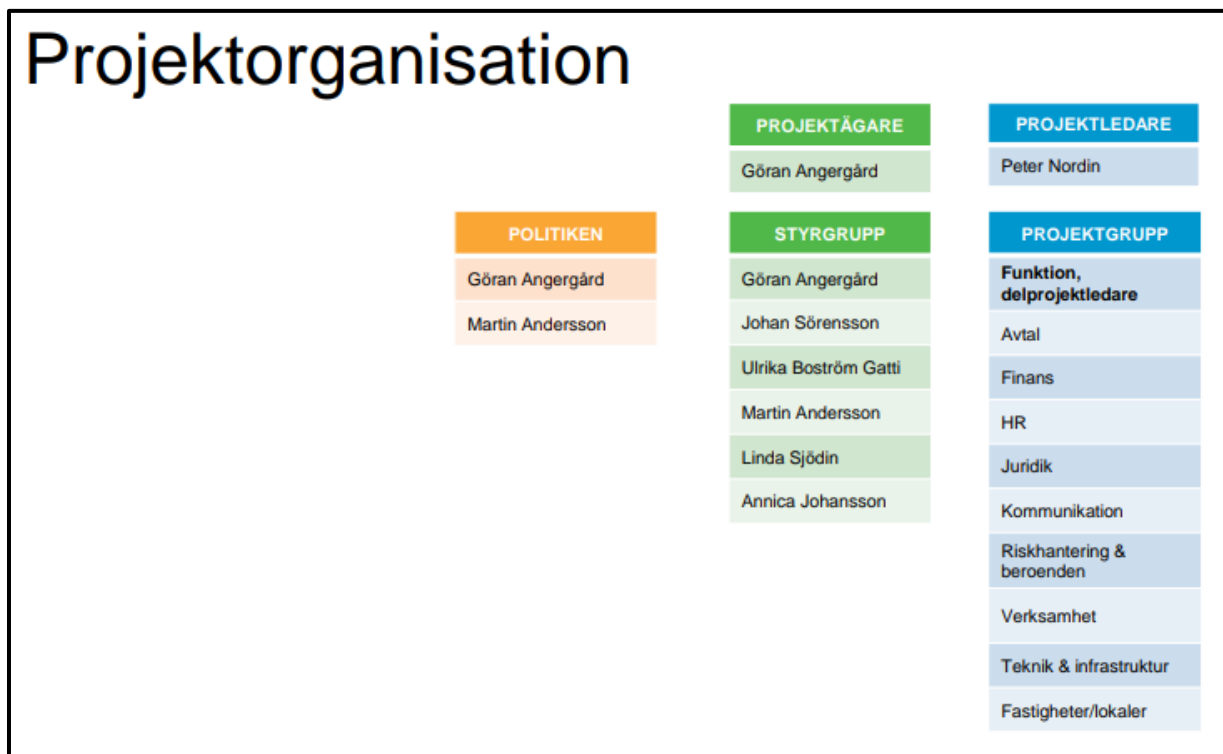 Projektorganisation
PROJEKTÄGARE
Göran Angergård
PROJEKTLEDARE
Peter Nordin
POLITIKEN
Göran Angergård
Martin Andersson
STYRGRUPP
Göran Angergård
Johan Sörensson
Ulrika Boström Gatti
Martin Andersson
Linda Sjödin
Annica Johansson
PROJEKTGRUPP
Funktion,
delprojektledare
Avtal
Finans
HR
Juridik
Kommunikation
Riskhantering &
beroenden
Verksamhet
Teknik & infrastruktur
Fastigheter/lokaler